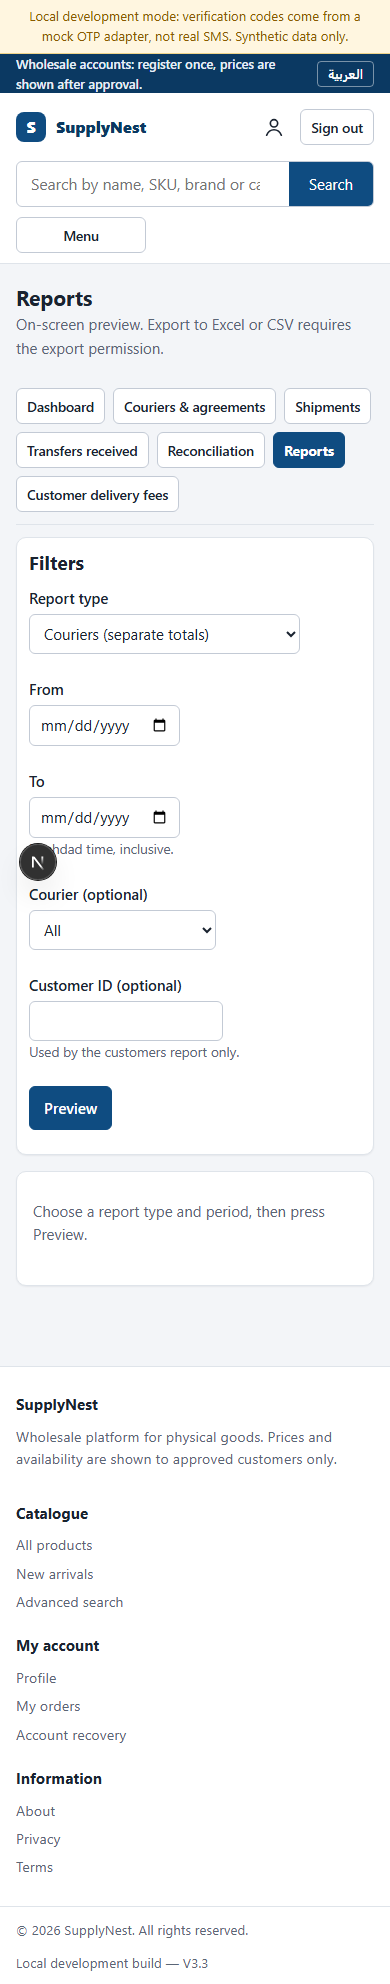 Local development mode: verification codes come from a
mock OTP adapter, not real SMS. Synthetic data only.
Wholesale accounts: register once, prices are
shown after approval.
العربية
S
SupplyNest
Sign out
Search by name, SKU, brand or ca
Search
Menu
Reports
On-screen preview. Export to Excel or CSV requires
the export permission.
Dashboard
Couriers & agreements
Shipments
Transfers received
Reconciliation
Reports
Customer delivery fees
Filters
Report type
Couriers (separate totals)
From
mm/dd/yyyy
To
mm/dd/yyyy
N
time, inclusive.
Courier (optional)
All
Customer ID (optional)
Used by the customers report only.
Preview
Choose a report type and period, then press
Preview.
SupplyNest
Wholesale platform for physical goods. Prices and
availability are shown to approved customers only.
Catalogue
All products
New arrivals
Advanced search
My account
Profile
My orders
Account recovery
Information
About
Privacy
Terms
© 2026 SupplyNest. All rights reserved.
Local development build — V3.3